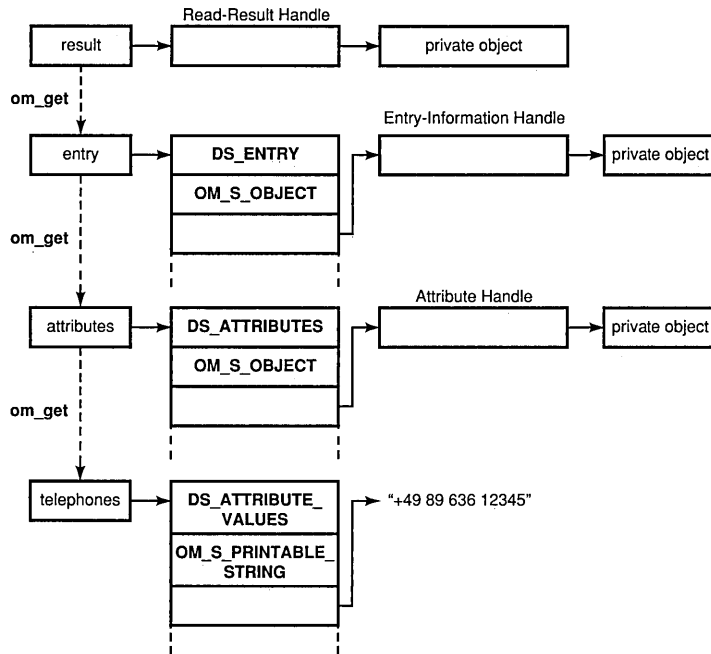 Read-Result Handle
result
private object
om_get
Entry-Information Handle
entry
DS_ENTRY
private object
OM_S_OBJECT
om_get
Attribute Handle
attributes
DS_ATTRIBUTES
private object
OM_S_OBJECT
om_get
telephones
DS_ATTRIBUTE_
VALUES
"+49 89 636 12345"
OM_S_PRINTABLE_
STRING